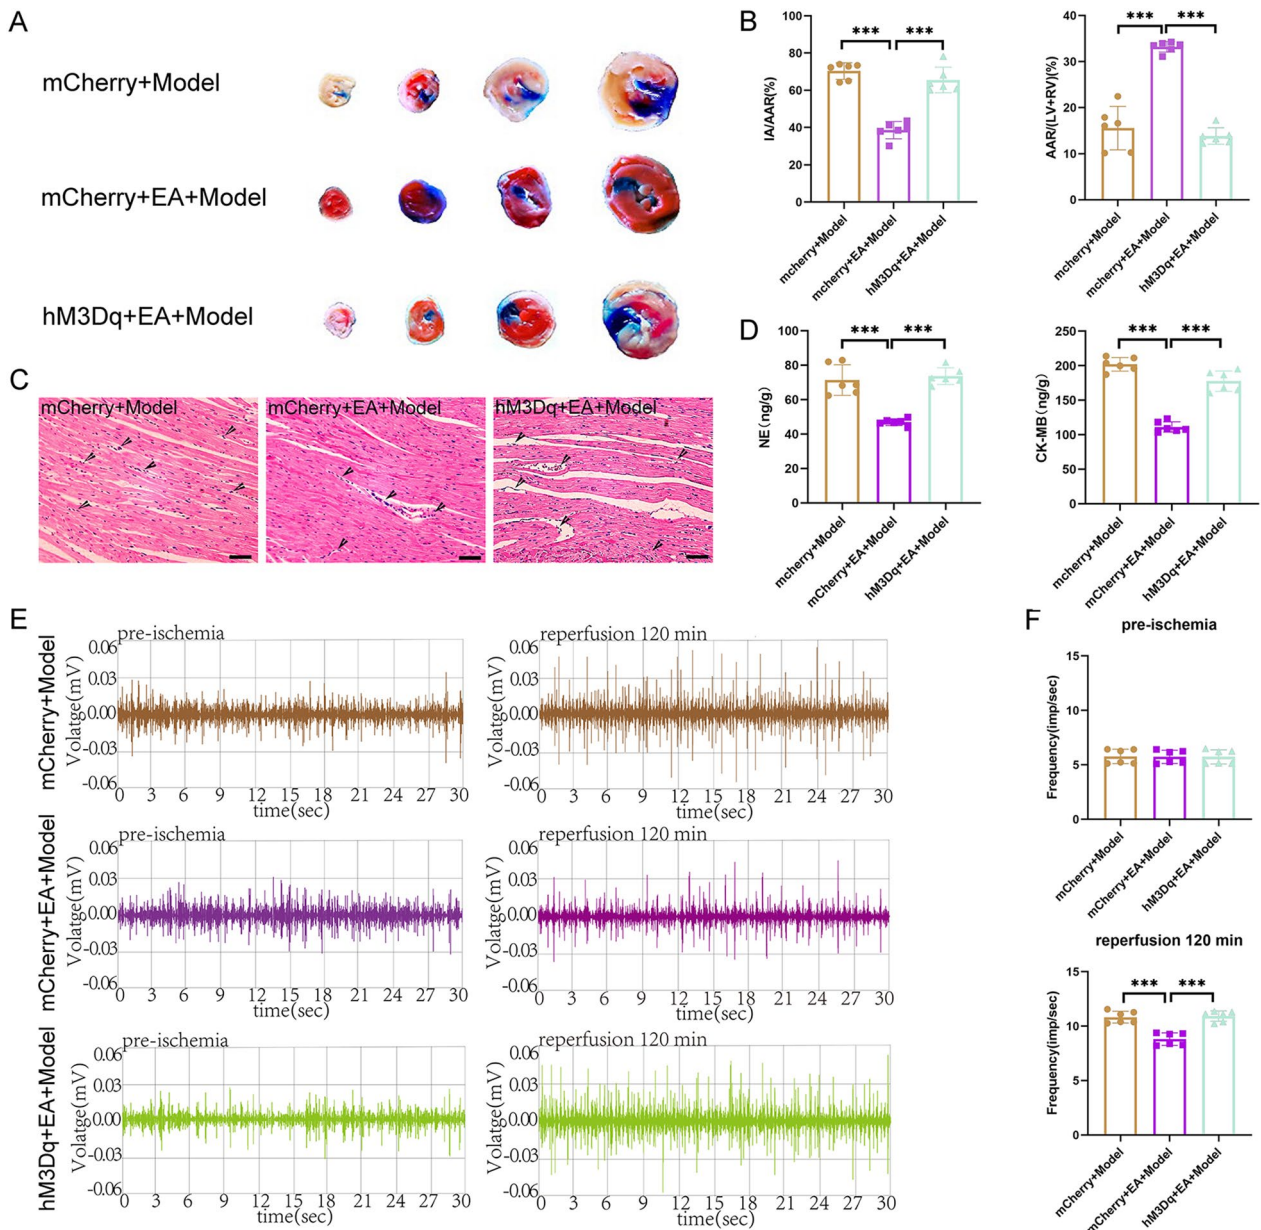 A
mCherry+Model
mCherry+EA+Model
hM3Dq+EA+Model
B
100
80
60
40
20
0
IA/AAR(%)
*** ***
mcherry+Model
mcherry+EA+Model
hM3Dq+EA+Model
40
30
20
10
0
AAR/(LV+RV)(%)
*** ***
mCherry+Model
mCherry+EA+Model
hM3Dq+EA+Model
C
mCherry+Model
mCherry+EA+Model
hM3Dq+EA+Model
D
100
80
60
40
20
0
NE(ng/g)
*** ***
mcherry+Model
mCherry+EA+Model
hM3Dq+EA+Model
250
200
150
100
50
0
CK-MB(ng/g)
*** ***
mCherry+Model
mCherry+EA+Model
hM3Dq+EA+Model
E
mCherry+Model
pre-ischemia
0.06
0.03
0.00
-0.03
-0.06
Volatge(mV)
0 3 6 9 12 15 18 21 24 27 30
time(sec)
reperfusion 120 min
0.06
0.03
0.00
-0.03
-0.06
Volatge(mV)
0 3 6 9 12 15 18 21 24 27 30
time(sec)
mCherry+EA+Model
pre-ischemia
0.06
0.03
0.00
-0.03
-0.06
Volatge(mV)
0 3 6 9 12 15 18 21 24 27 30
time(sec)
reperfusion 120 min
0.06
0.03
0.00
-0.03
-0.06
Volatge(mV)
0 3 6 9 12 15 18 21 24 27 30
time(sec)
hM3Dq+EA+Model
pre-ischemia
0.06
0.03
0.00
-0.03
-0.06
Volatge(mV)
0 3 6 9 12 15 18 21 24 27 30
time(sec)
reperfusion 120 min
0.06
0.03
0.00
-0.03
-0.06
Volatge(mV)
0 3 6 9 12 15 18 21 24 27 30
time(sec)
F
pre-ischemia
15
10
5
0
Frequency(imp/sec)
mCherry+Model
mCherry+EA+Model
hM3Dq+EA+Model
reperfusion 120 min
15
10
5
0
Frequency(imp/sec)
*** ***
mCherry+Model
mCherry+EA+Model
hM3Dq+EA+Model